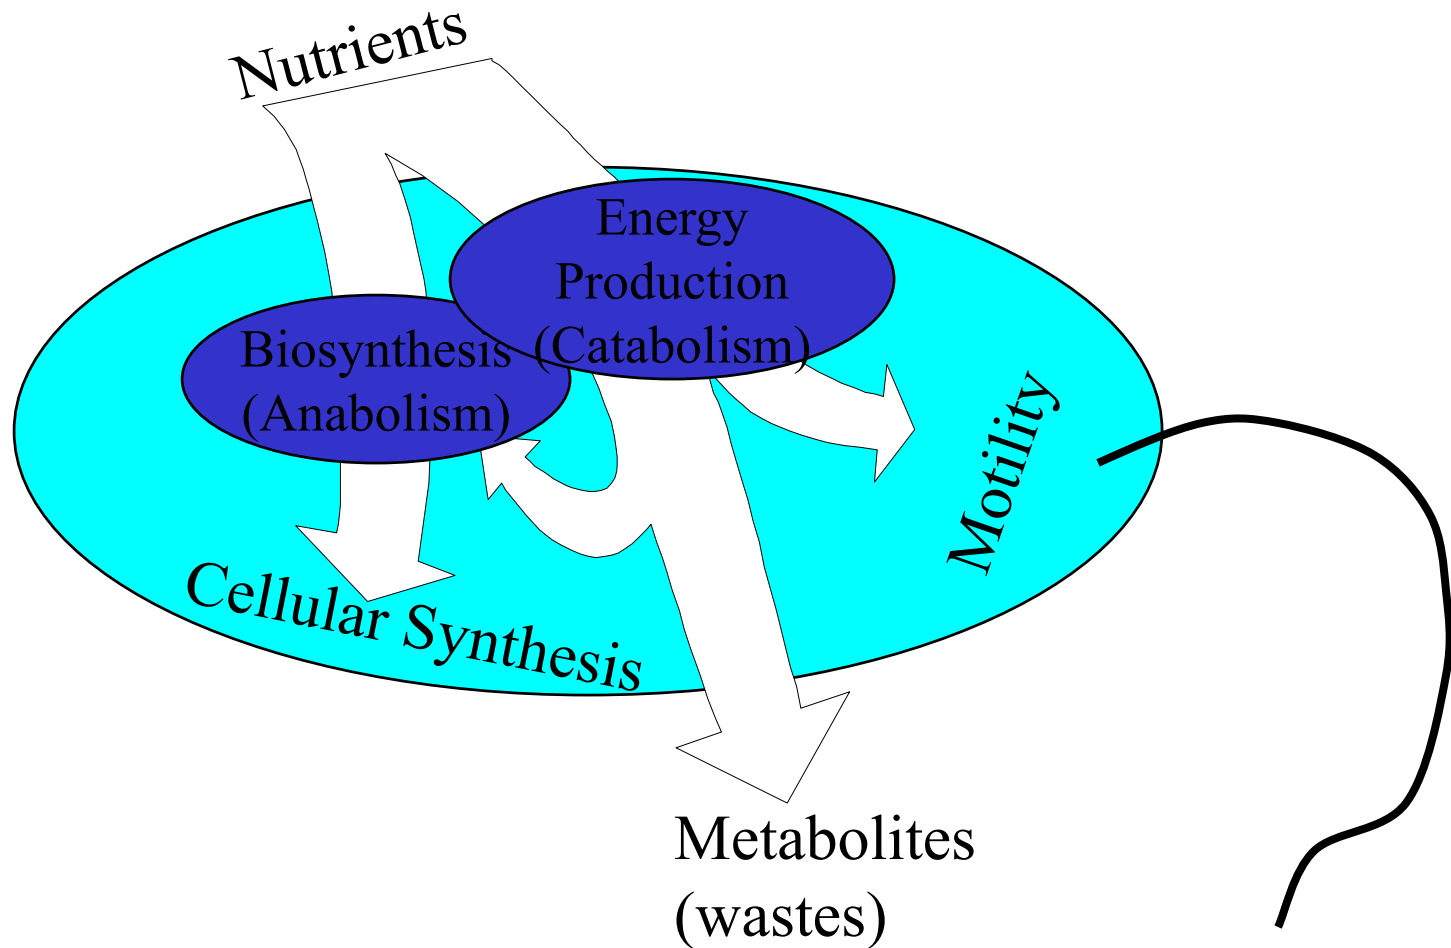 Nutrients
Energy
Production
(Catabolism)
Biosynthesis
(Anabolism)
Motility
Cellular Synthesis
Metabolites
(wastes)